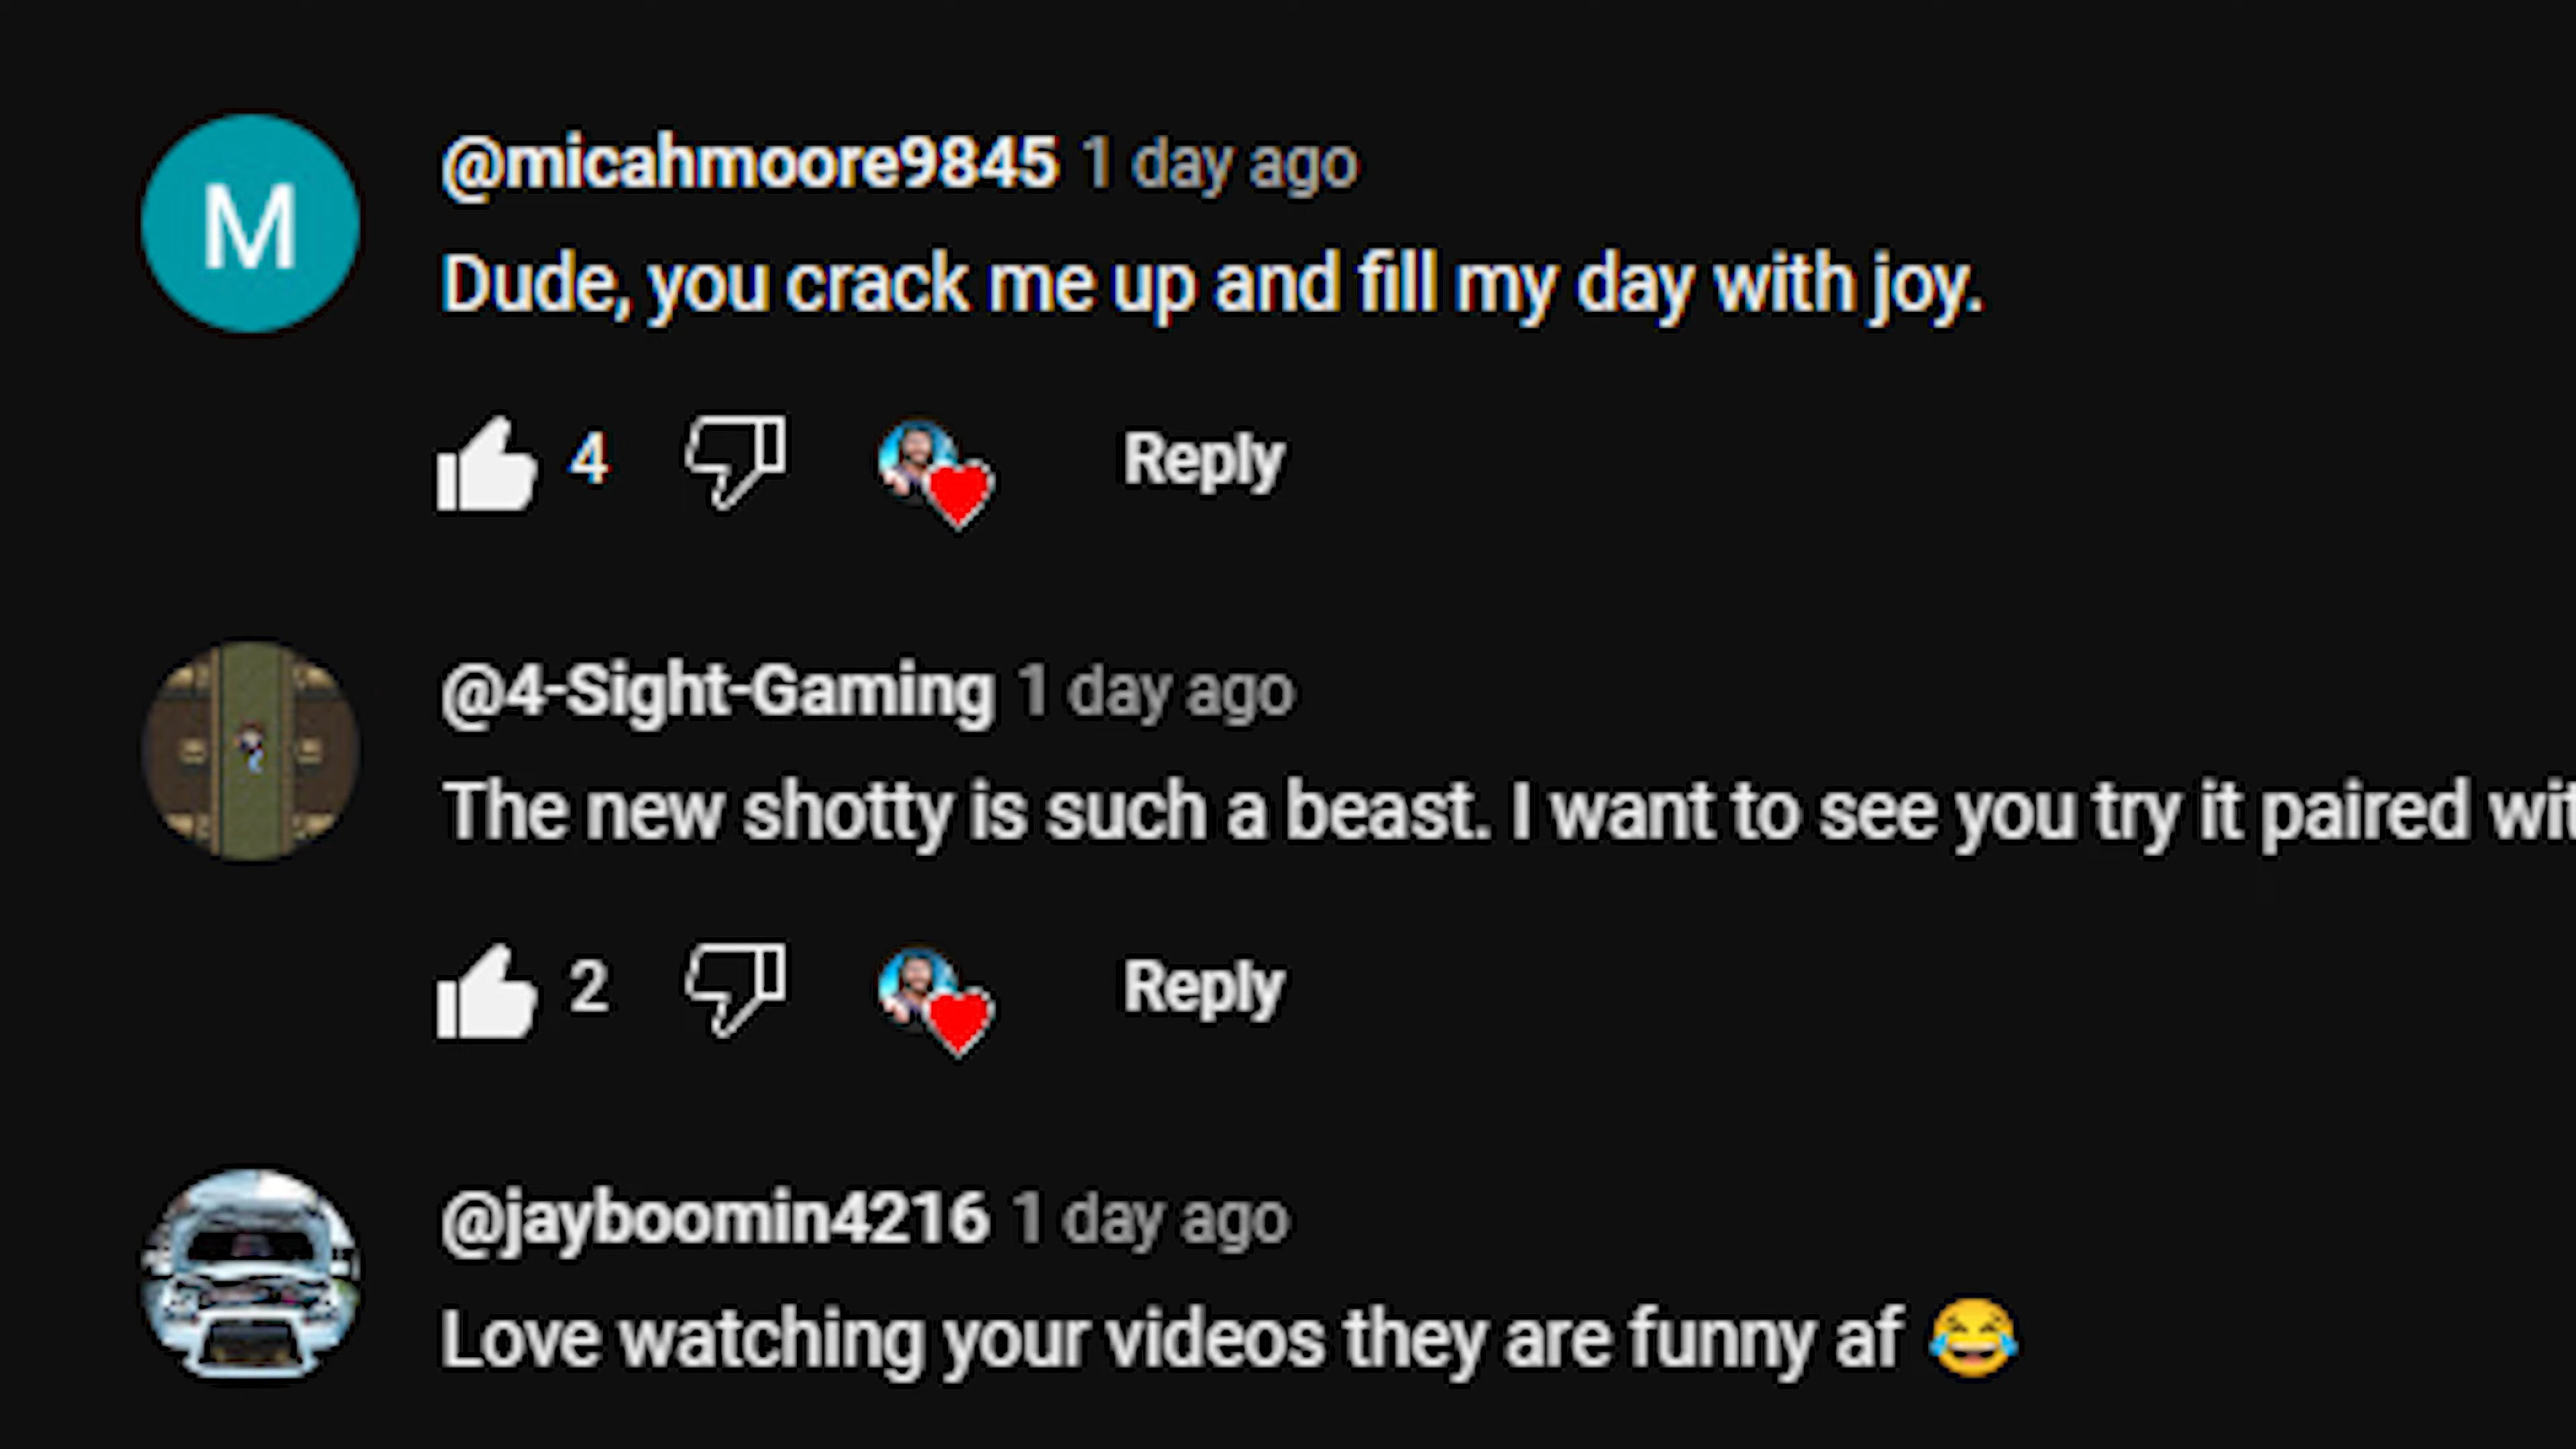 M
@micahmoore9845 1 day ago
Dude, you crack me up and fill my day with joy.
4 Reply
@4-Sight-Gaming 1 day ago
The new shotty is such a beast. I want to see you try it paired wit
2 Reply
@jayboomin4216 1 day ago
Love watching your videos they are funny af 😂